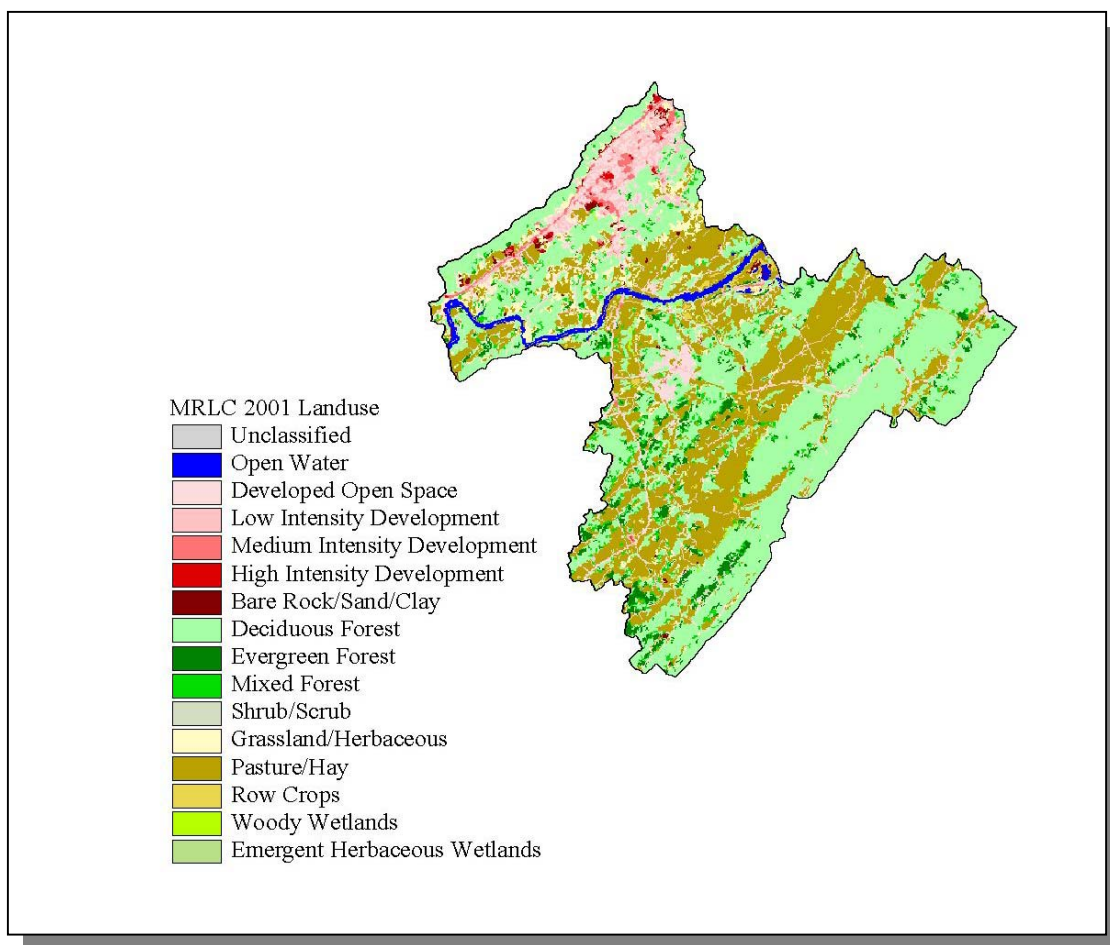 MRLC 2001 Landuse
Unclassified
Open Water
Developed Open Space
Low Intensity Development
Medium Intensity Development
High Intensity Development
Bare Rock/Sand/Clay
Deciduous Forest
Evergreen Forest
Mixed Forest
Shrub/Scrub
Grassland/Herbaceous
Pasture/Hay
Row Crops
Woody Wetlands
Emergent Herbaceous Wetlands